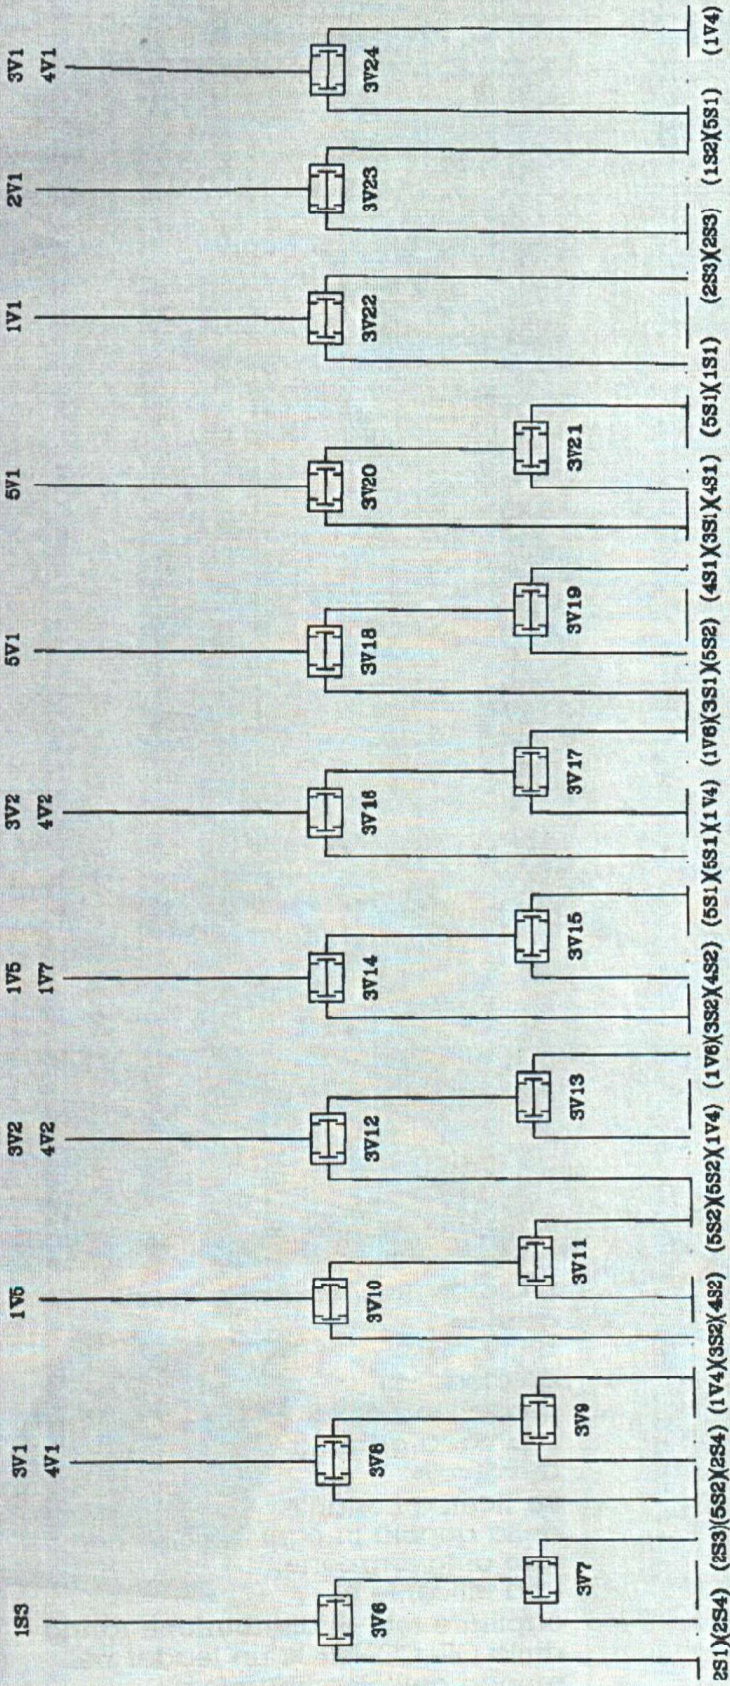 1S3 3V1 1V5 3V2 1V5 3V2 5V1 5V1 1V1 2V1 3V1
4V1 4V2 1V7 4V2 4V1
3V6 3V8 3V10 3V12 3V14 3V16 3V18 3V20 3V22 3V23 3V24
3V7 3V9 3V11 3V13 3V15 3V17 3V19 3V21
2S1)(2S4) (2S3)(5S2)(2S4) (1V4)(3S2)(4S2) (5S2)(5S2)(1V4) (1V6)(3S2)(4S2) (5S1)(5S1)(1V4) (1V6)(3S1)(5S2) (4S1)(3S1)(4S1) (5S1)(1S1) (2S3)(2S3) (1S2)(5S1) (1V4)